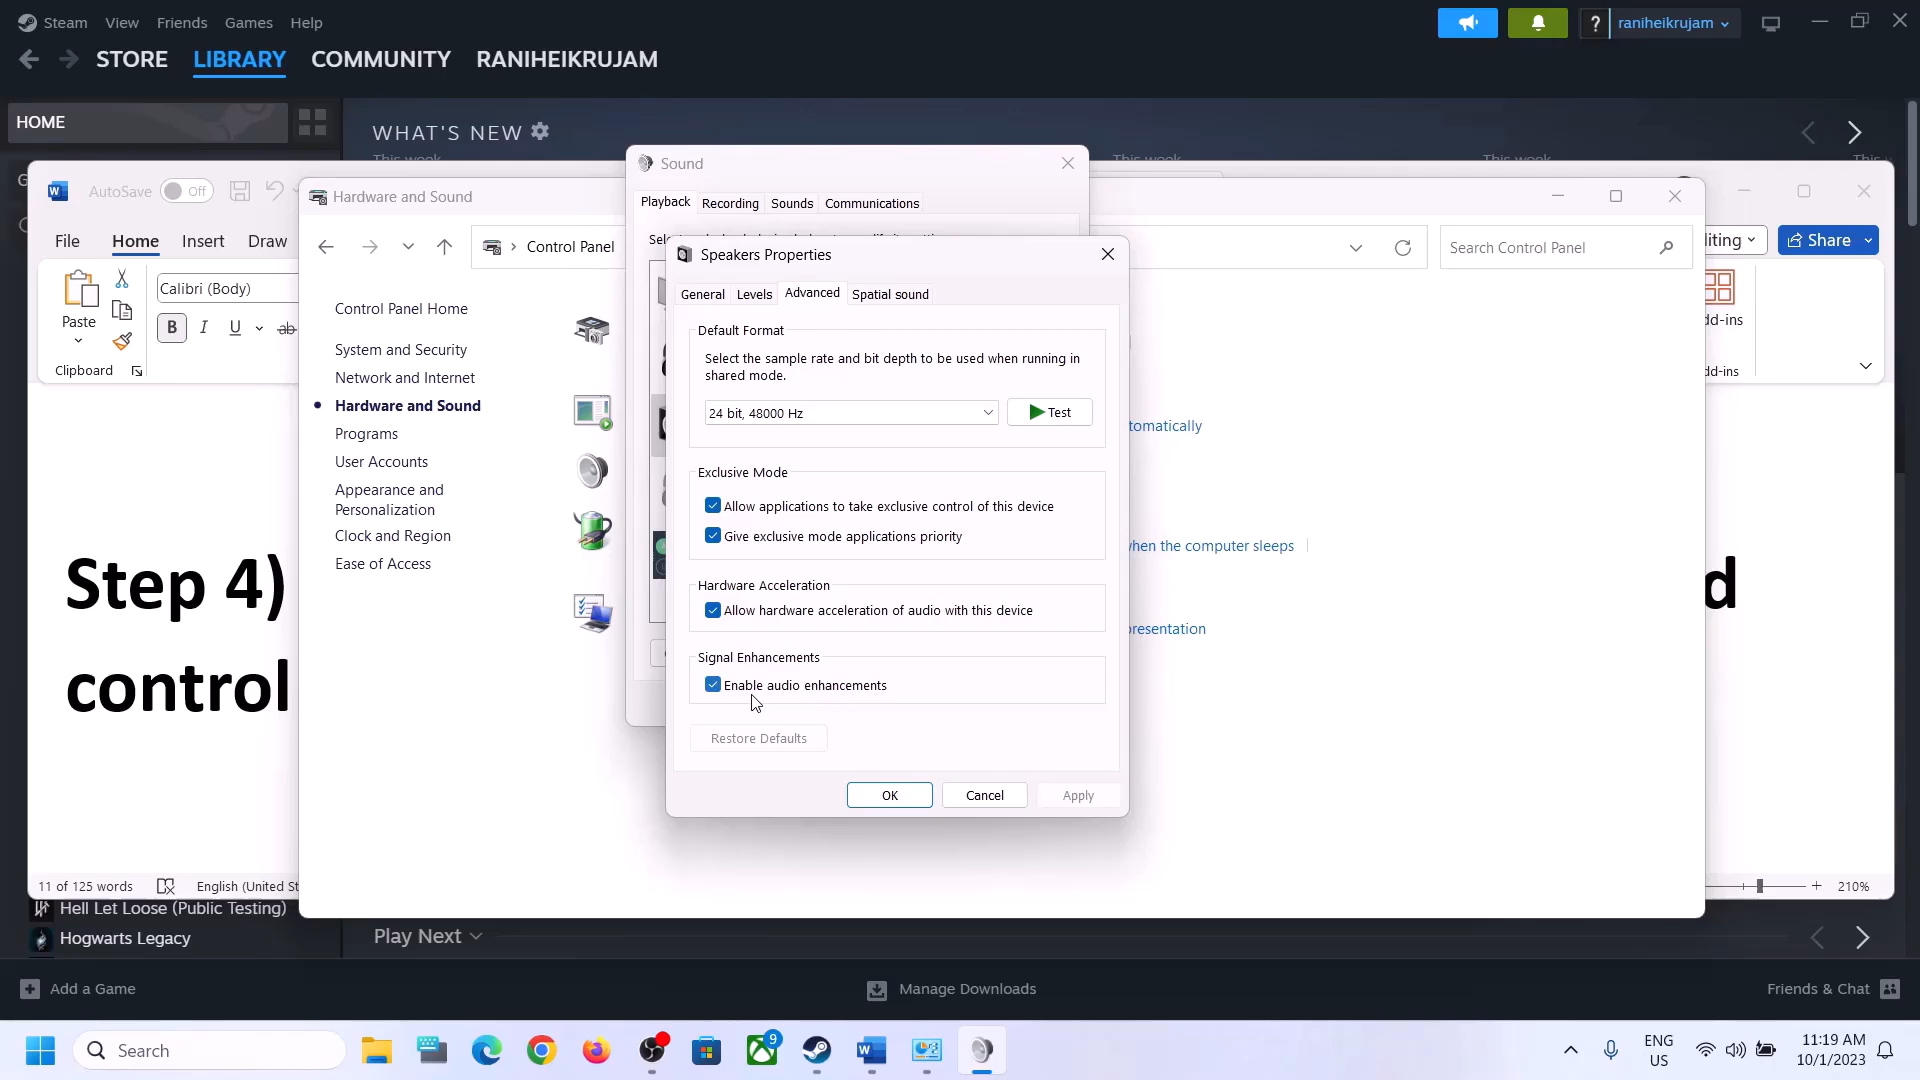 Steam View Friends Games Help
raniheikrujam
STORE LIBRARY COMMUNITY RANIHEIKRUJAM
HOME
WHAT'S NEW
Sound
AutoSave Off
Hardware and Sound
Playback Recording Sounds Communications
File Home Insert Draw
Control Panel
Search Control Panel
Share
Speakers Properties
General Levels Advanced Spatial sound
Calibri (Body)
Paste
B I U ab
Clipboard
Control Panel Home
System and Security
Network and Internet
Hardware and Sound
Programs
User Accounts
Appearance and
Personalization
Clock and Region
Ease of Access
Default Format
Select the sample rate and bit depth to be used when running in
shared mode.
24 bit, 48000 Hz Test
Exclusive Mode
Allow applications to take exclusive control of this device
Give exclusive mode applications priority
Hardware Acceleration
Allow hardware acceleration of audio with this device
Signal Enhancements
Enable audio enhancements
Restore Defaults
OK Cancel Apply
tomatically
when the computer sleeps
presentation
Step 4) d
control
11 of 125 words English (United St
210%
Hell Let Loose (Public Testing)
Hogwarts Legacy
Play Next
Add a Game Manage Downloads Friends & Chat
Search
9
ENG
US
11:19 AM
10/1/2023